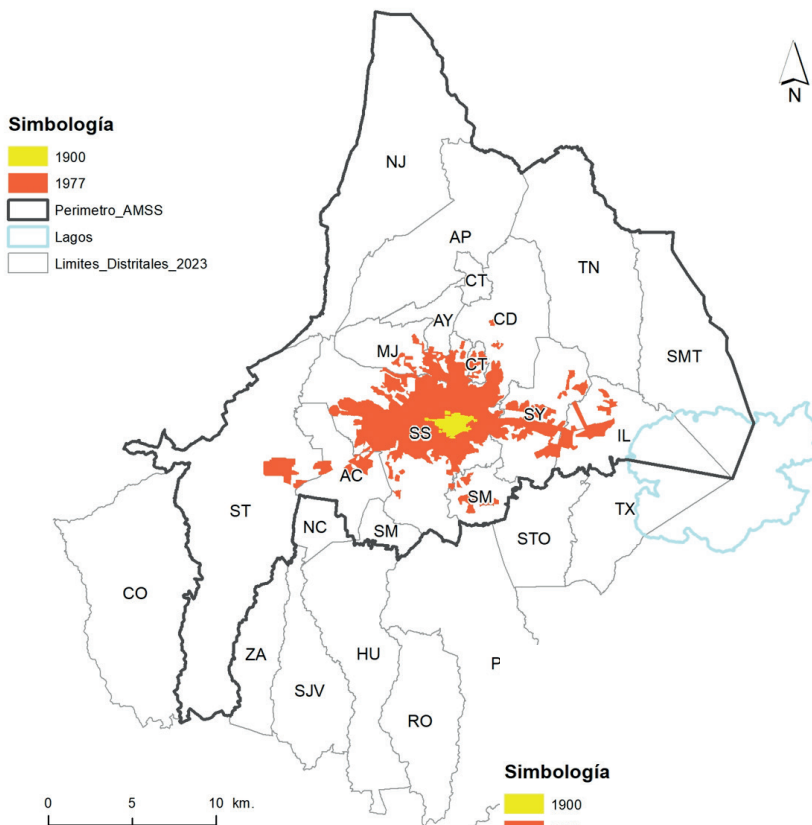 N
Simbología
1900
1977
Perimetro_AMSS
Lagos
Limites_Distritales_2023
NJ
AP
CT
TN
AY
CD
MJ
CT
SMT
SY
SS
IL
AC
SM
ST
TX
NC
SM
STO
CO
ZA
HU
P
SJV
RO
0 5 10 km.
Simbología
1900